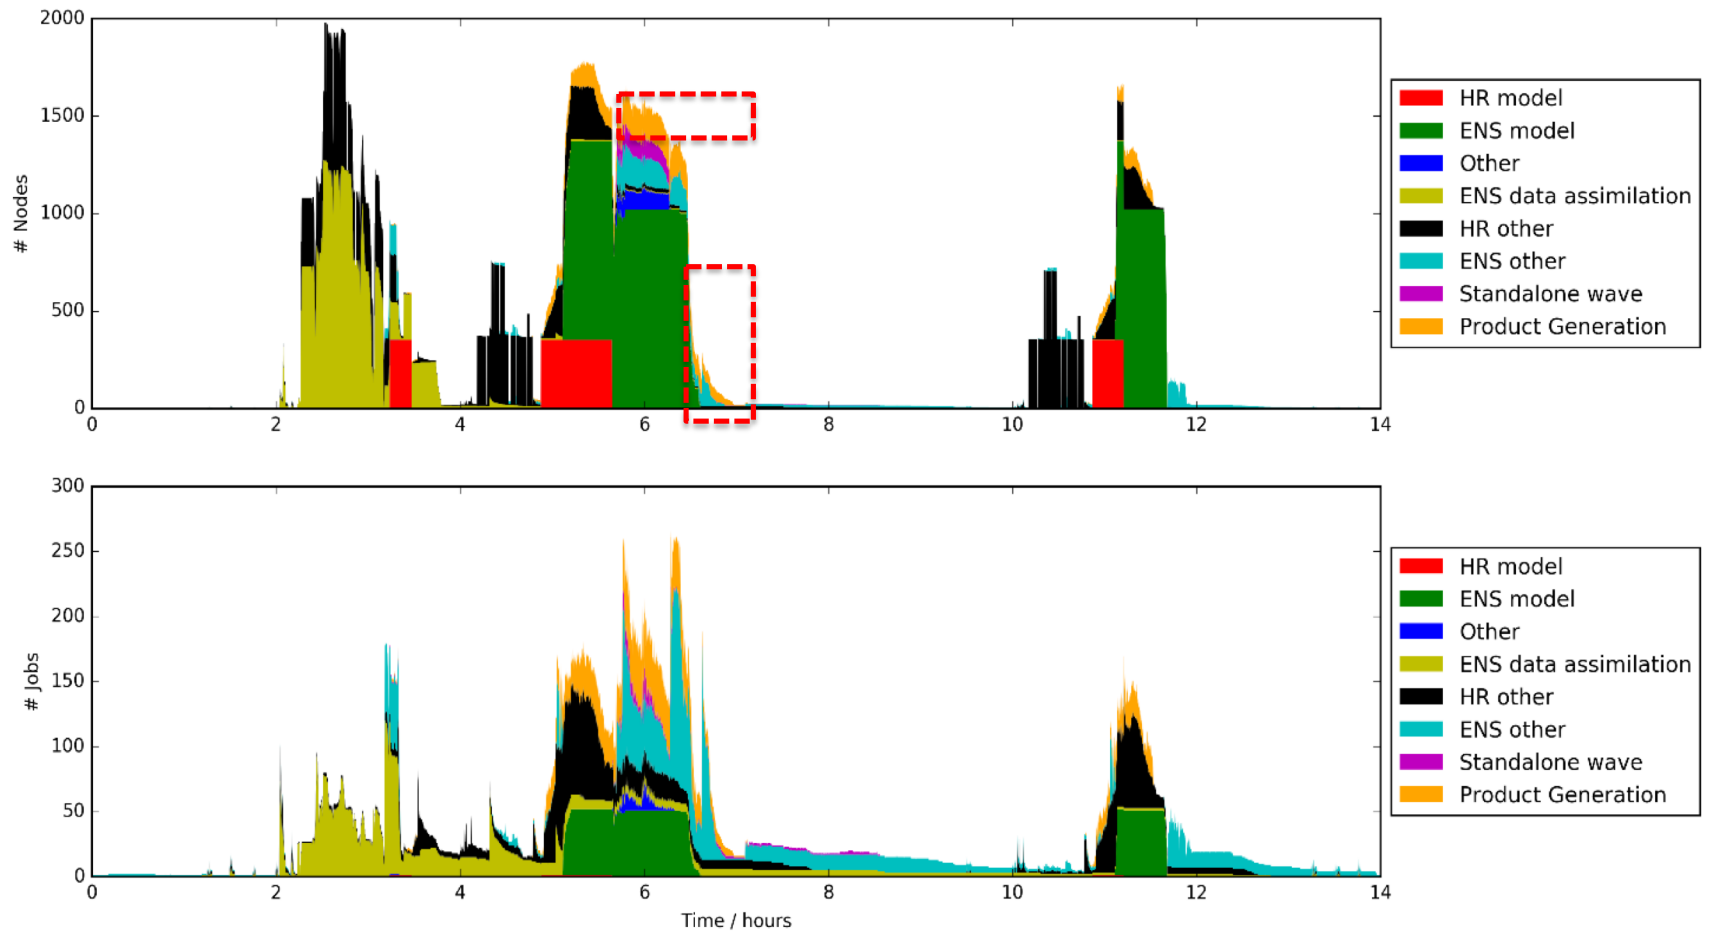 2000
1500
1000
500
0
# Nodes
0 2 4 6 8 10 12 14
HR model
ENS model
Other
ENS data assimilation
HR other
ENS other
Standalone wave
Product Generation
300
250
200
150
100
50
0
# Jobs
0 2 4 6 8 10 12 14
Time / hours
HR model
ENS model
Other
ENS data assimilation
HR other
ENS other
Standalone wave
Product Generation